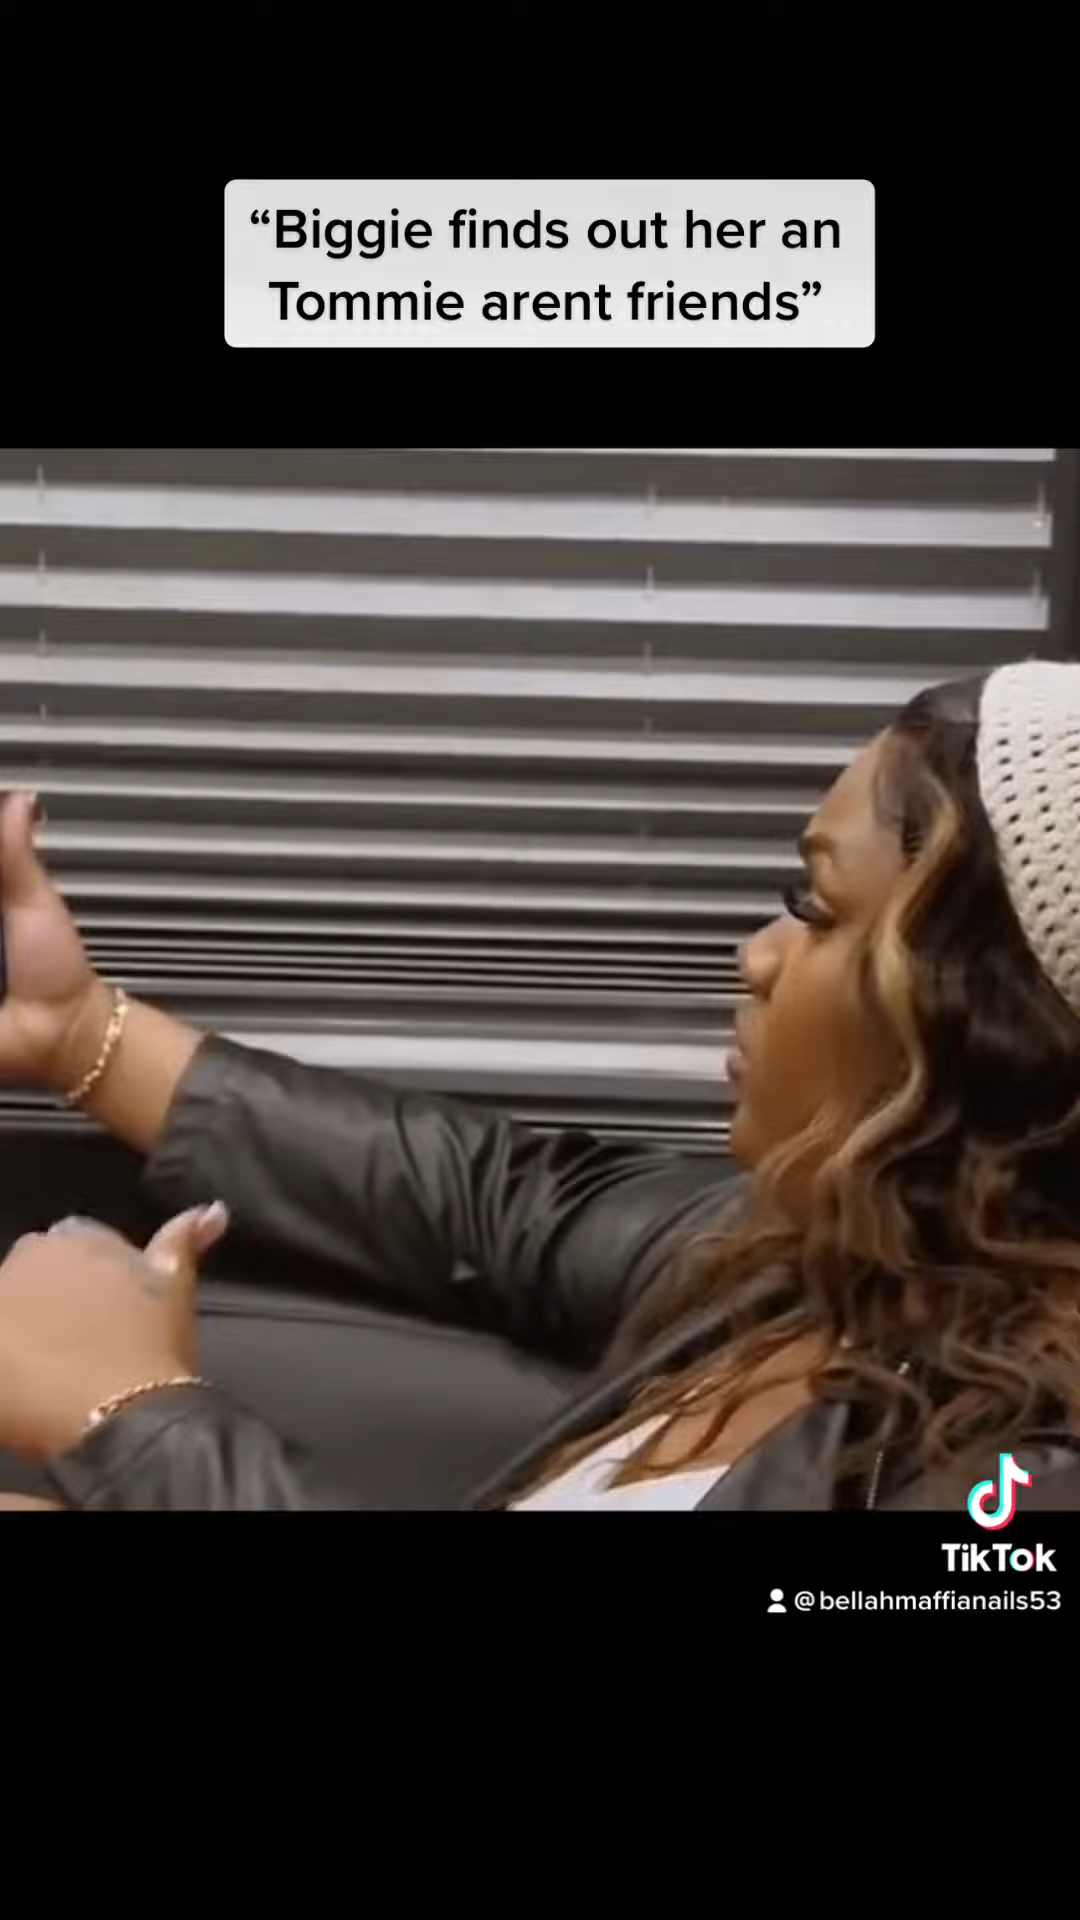 “Biggie finds out her an
Tommie arent friends”
TikTok
@bellahmaffianails53